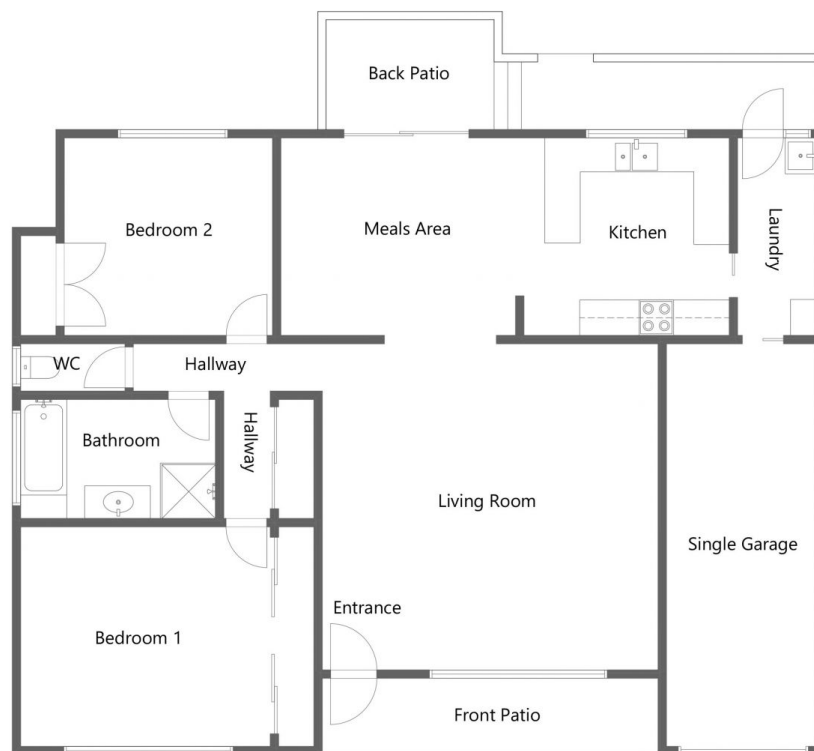 Back Patio
Bedroom 2
Meals Area
Kitchen
Laundry
WC
Hallway
Bathroom
Hallway
Living Room
Single Garage
Entrance
Bedroom 1
Front Patio